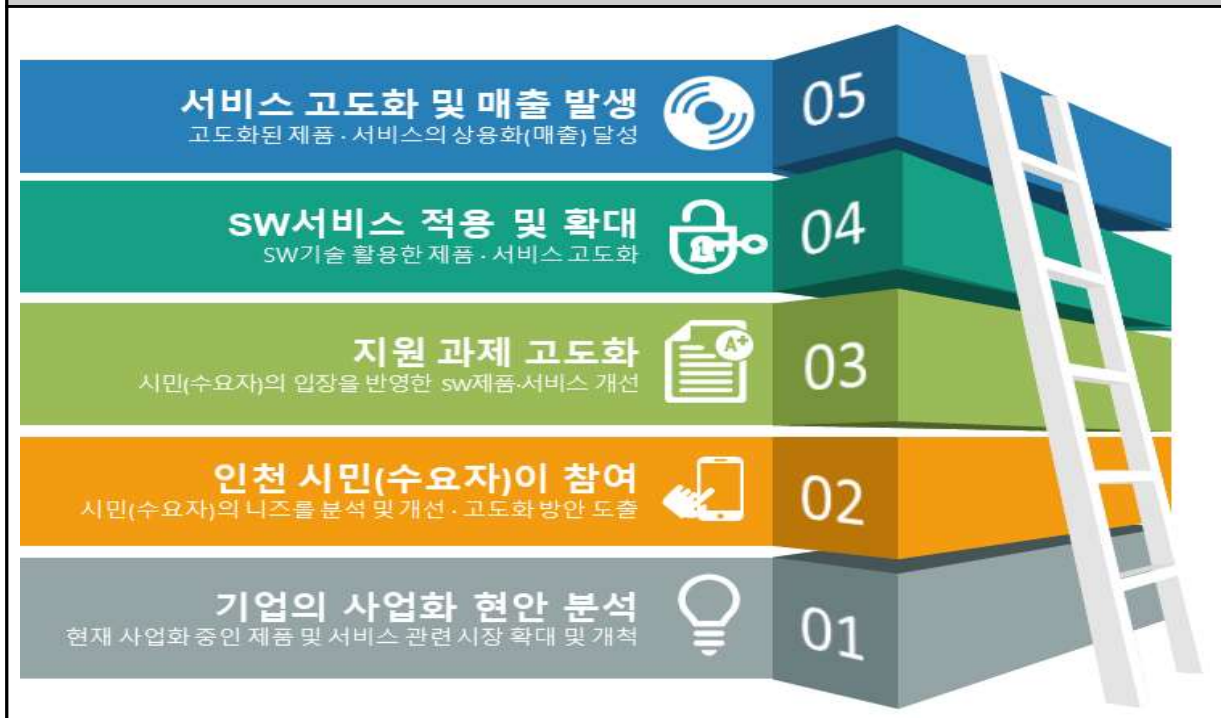 서비스 고도화 및 매출 발생
고도화된 제품·서비스의 상용화(매출) 달성
05
SW서비스 적용 및 확대
SW기술 활용한 제품·서비스 고도화
04
지원 과제 고도화
시민(수요자)의 입장을 반영한 sw제품·서비스 개선
A+
03
인천 시민(수요자)이 참여
시민(수요자)의 니즈를 분석 및 개선·고도화 방안 도출
02
기업의 사업화 현안 분석
현재 사업화 중인 제품 및 서비스 관련 시장 확대 및 개척
01